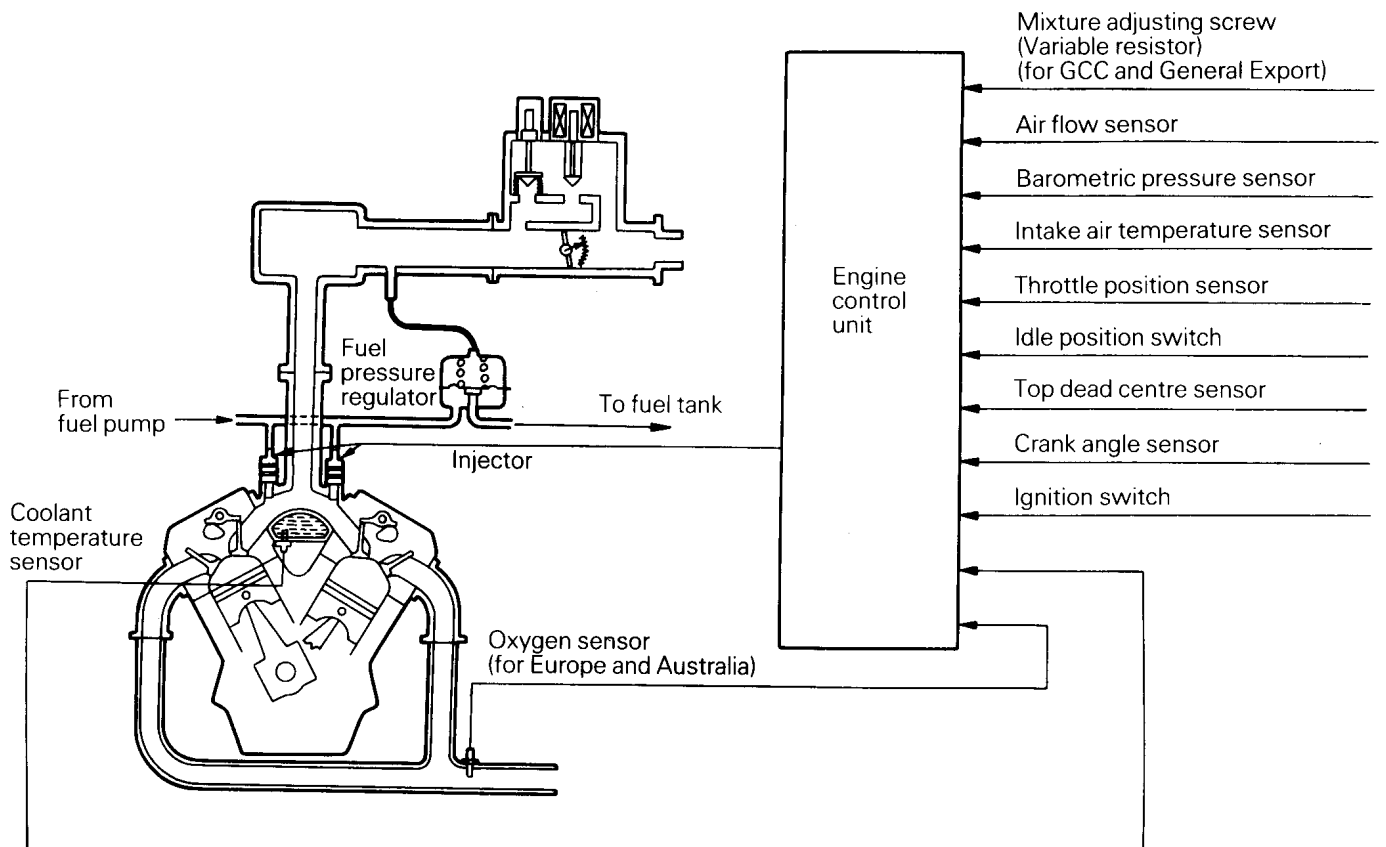 Mixture adjusting screw
(Variable resistor)
(for GCC and General Export)
Air flow sensor
Barometric pressure sensor
Intake air temperature sensor
Throttle position sensor
Idle position switch
Top dead centre sensor
Crank angle sensor
Ignition switch
Engine
control
unit
Fuel
pressure
regulator
From
fuel pump
To fuel tank
Injector
Coolant
temperature
sensor
Oxygen sensor
(for Europe and Australia)